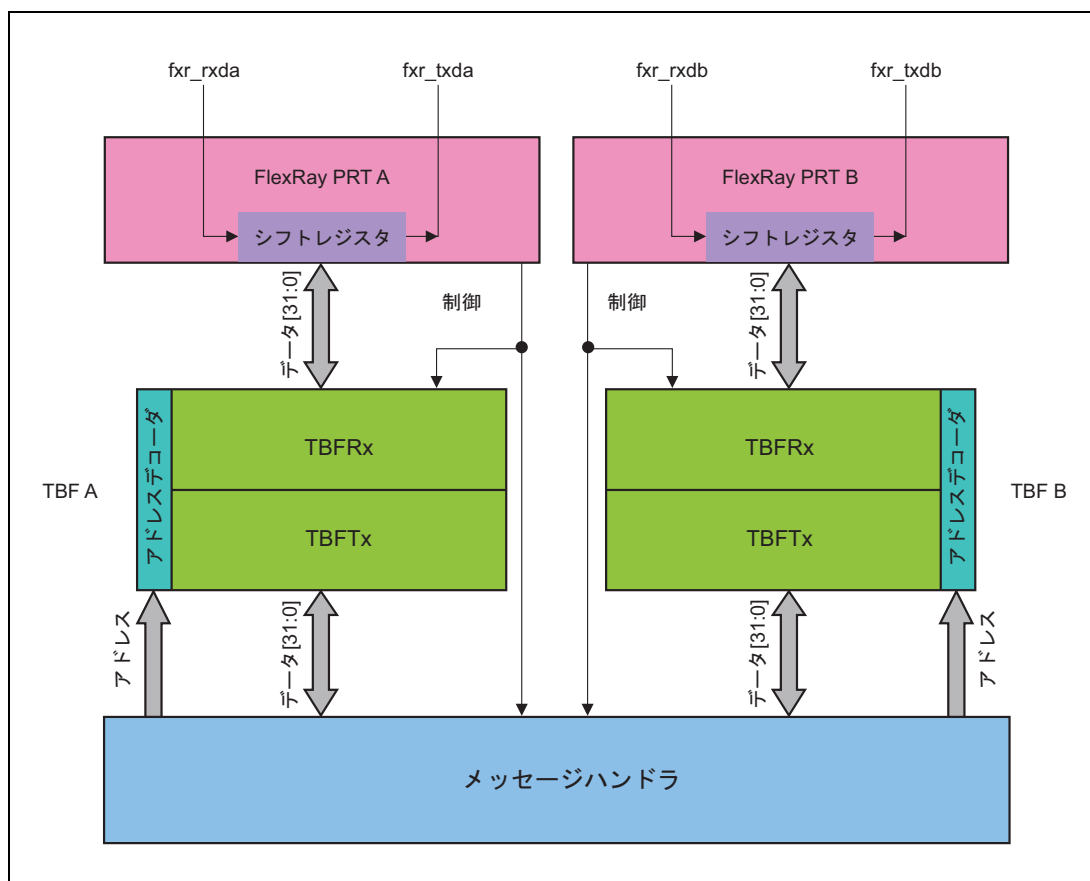 fxr_rxda
fxr_txda
fxr_rxdb
fxr_txdb
FlexRay PRT A
FlexRay PRT B
シフトレジスタ
シフトレジスタ
データ[31:0]
制御
制御
データ[31:0]
TBF A
アドレスデコーダ
TBFRx
TBFTx
TBFRx
TBFTx
アドレスデコーダ
TBF B
アドレス
データ[31:0]
データ[31:0]
アドレス
メッセージハンドラ